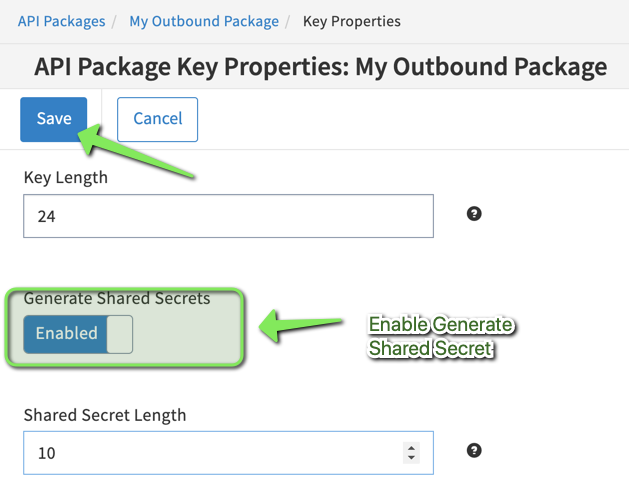 API Packages / My Outbound Package / Key Properties
API Package Key Properties: My Outbound Package
Save Cancel
Key Length
24
Generate Shared Secrets
Enabled
Enable Generate
Shared Secret
Shared Secret Length
10